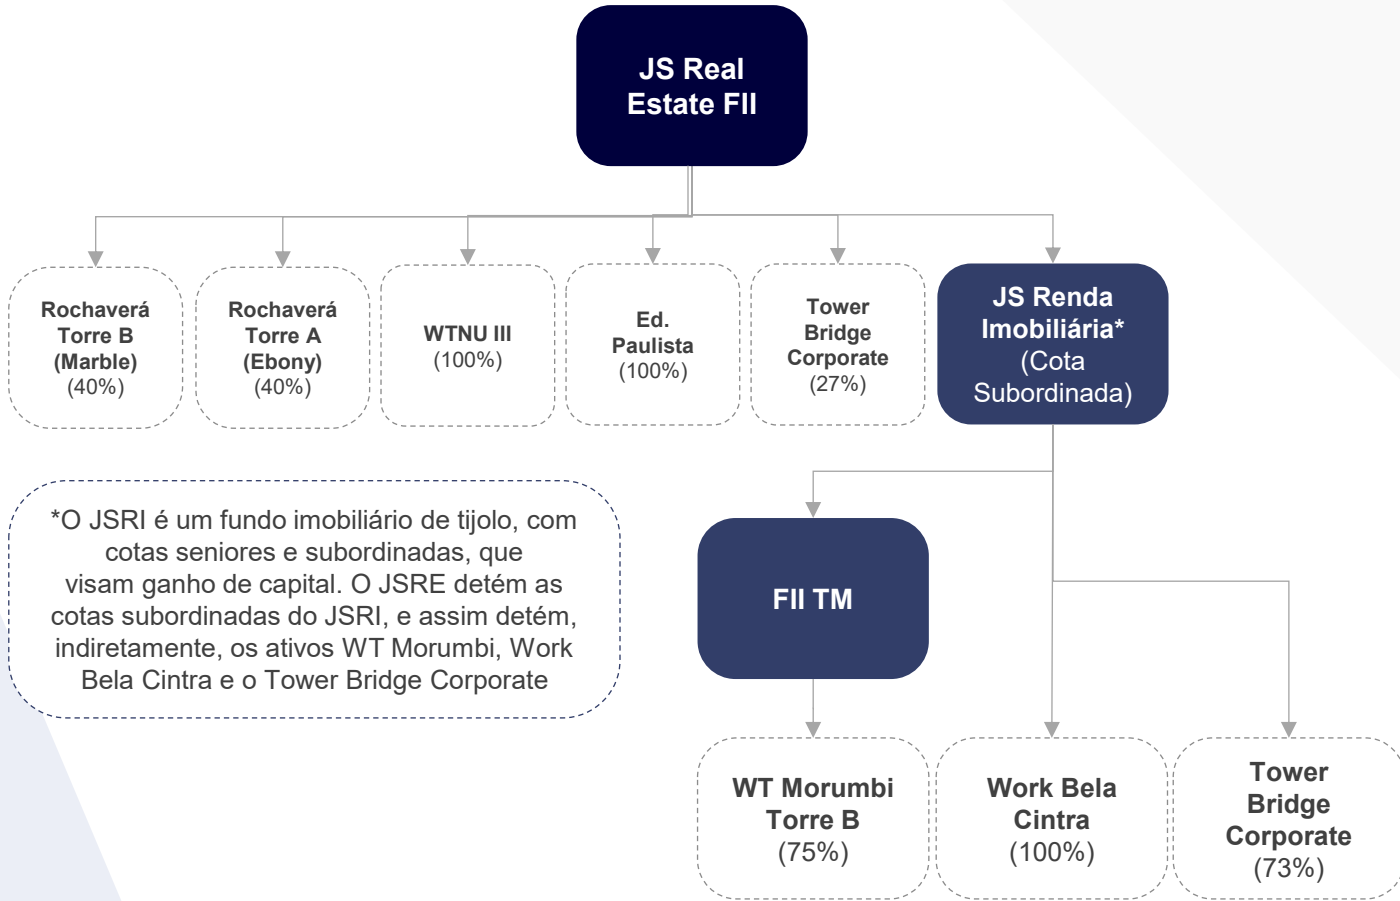 JS Real
Estate FII
Rochaverá
Torre B
(Marble)
(40%)
Rochaverá
Torre A
(Ebony)
(40%)
WTNU III
(100%)
Ed.
Paulista
(100%)
Tower
Bridge
Corporate
(27%)
JS Renda
Imobiliária*
(Cota
Subordinada)
*O JSRI é um fundo imobiliário de tijolo, com
cotas seniores e subordinadas, que
visam ganho de capital. O JSRE detém as
cotas subordinadas do JSRI, e assim detém,
indiretamente, os ativos WT Morumbi, Work
Bela Cintra e o Tower Bridge Corporate
FII TM
WT Morumbi
Torre B
(75%)
Work Bela
Cintra
(100%)
Tower
Bridge
Corporate
(73%)